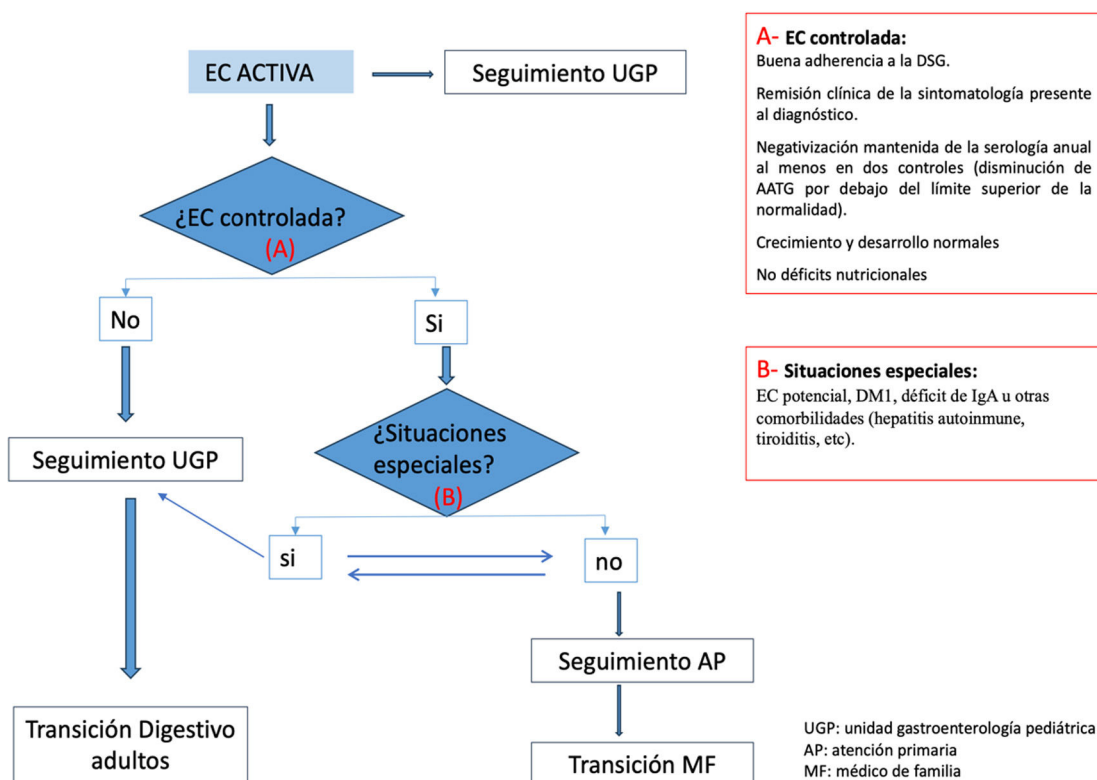 EC ACTIVA
Seguimiento UGP
¿EC controlada?
(A)
No
Si
Seguimiento UGP
¿Situaciones
especiales?
(B)
si
no
Seguimiento AP
Transición Digestivo
adultos
Transición MF
A- EC controlada:
Buena adherencia a la DSG.
Remisión clínica de la sintomatología presente
al diagnóstico.
Negativización mantenida de la serología anual
al menos en dos controles (disminución de
AATG por debajo del límite superior de la
normalidad).
Crecimiento y desarrollo normales
No déficits nutricionales
B- Situaciones especiales:
EC potencial, DM1, déficit de IgA u otras
comorbilidades (hepatitis autoinmune,
tiroiditis, etc).
UGP: unidad gastroenterología pediátrica
AP: atención primaria
MF: médico de familia